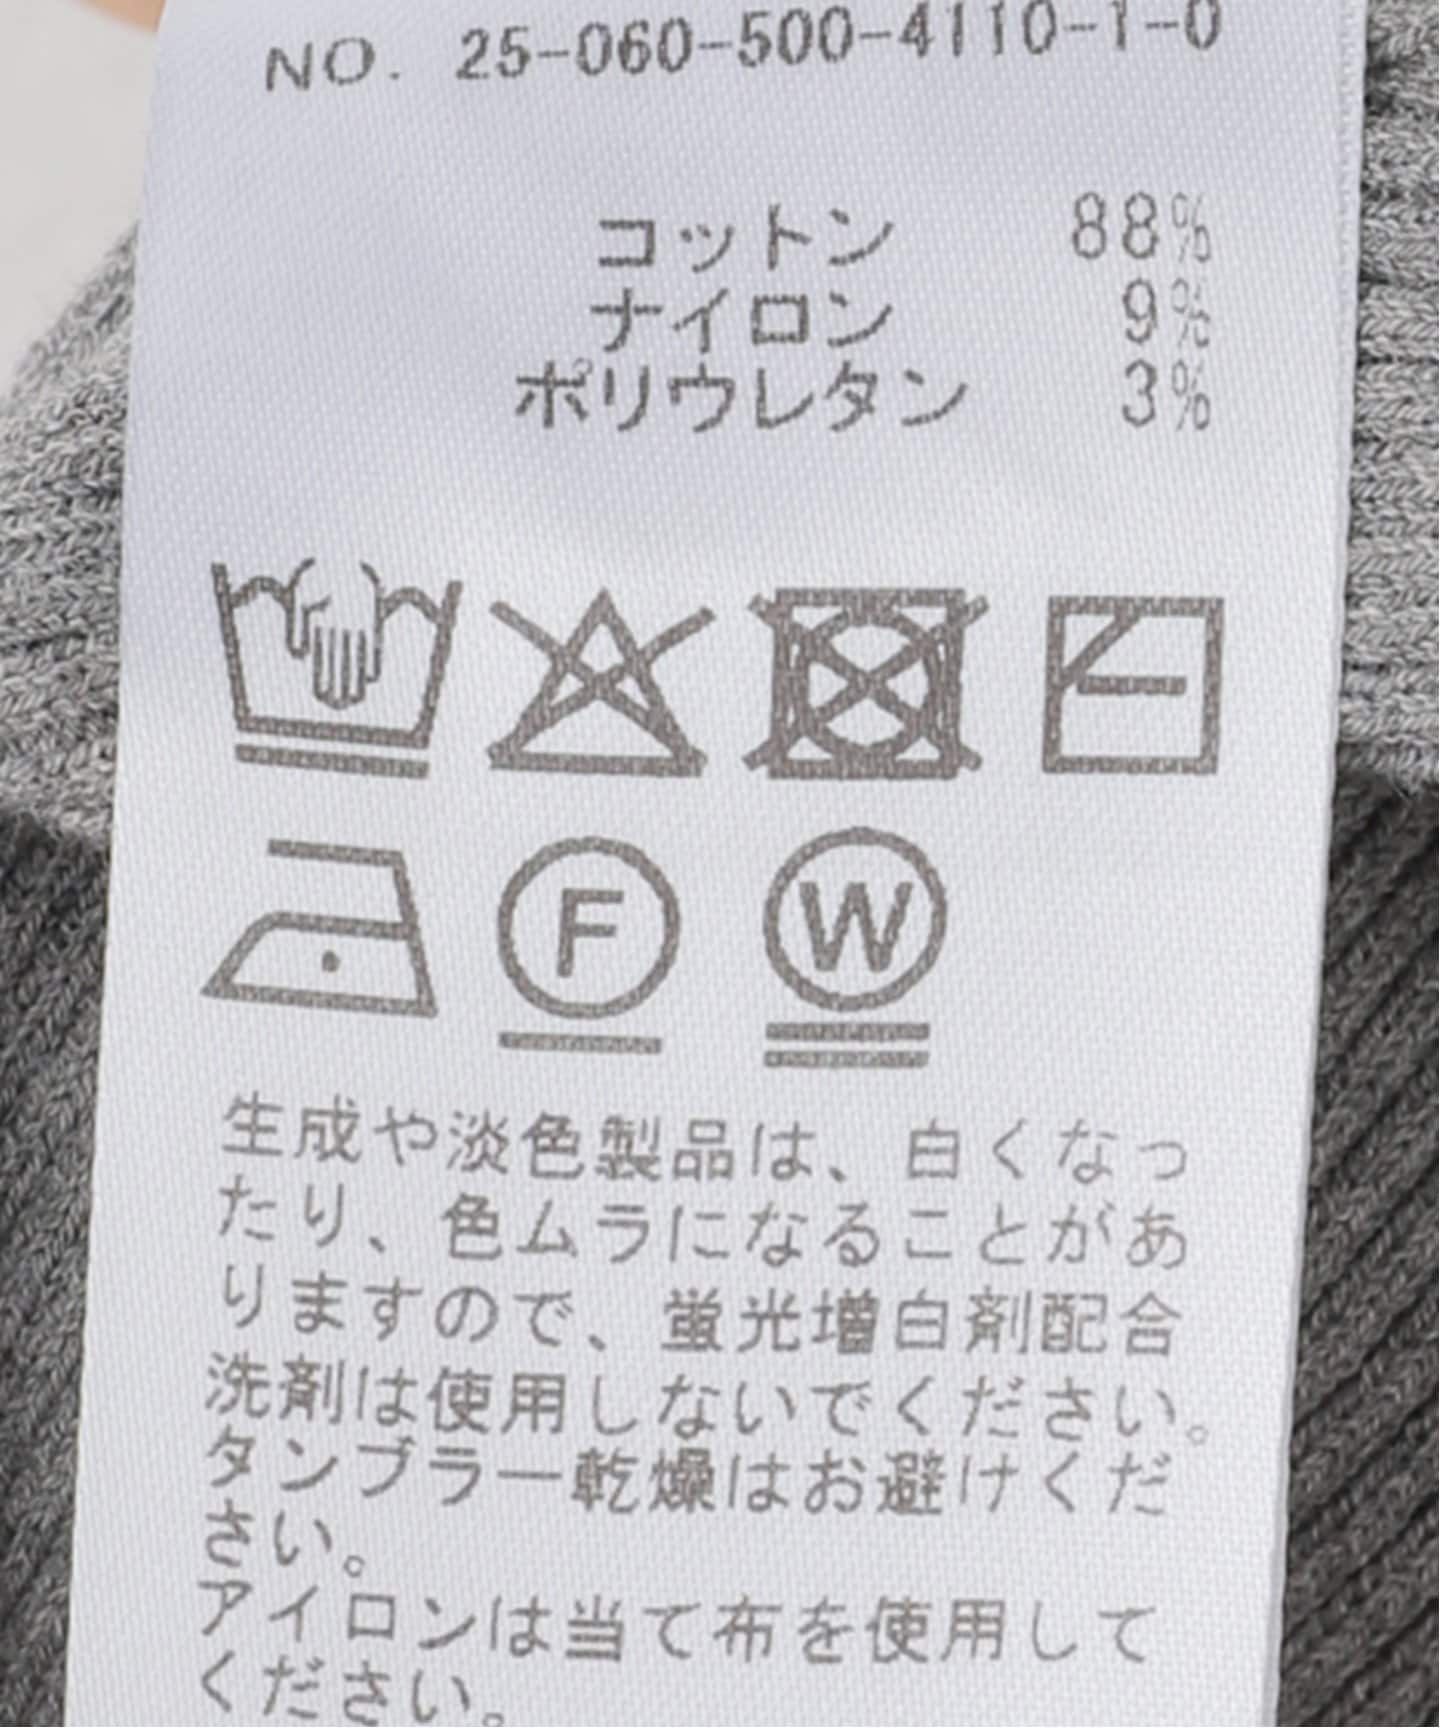 NO. 25-060-500-4110-1-0
コットン 88%
ナイロン 9%
ポリウレタン 3%
F
W
生成や淡色製品は、白くなっ
たり、色ムラになることがあ
りますので、蛍光増白剤配合
洗剤は使用しないでください。
タンブラー乾燥はお避けくだ
さい。
アイロンは当て布を使用して
ください。